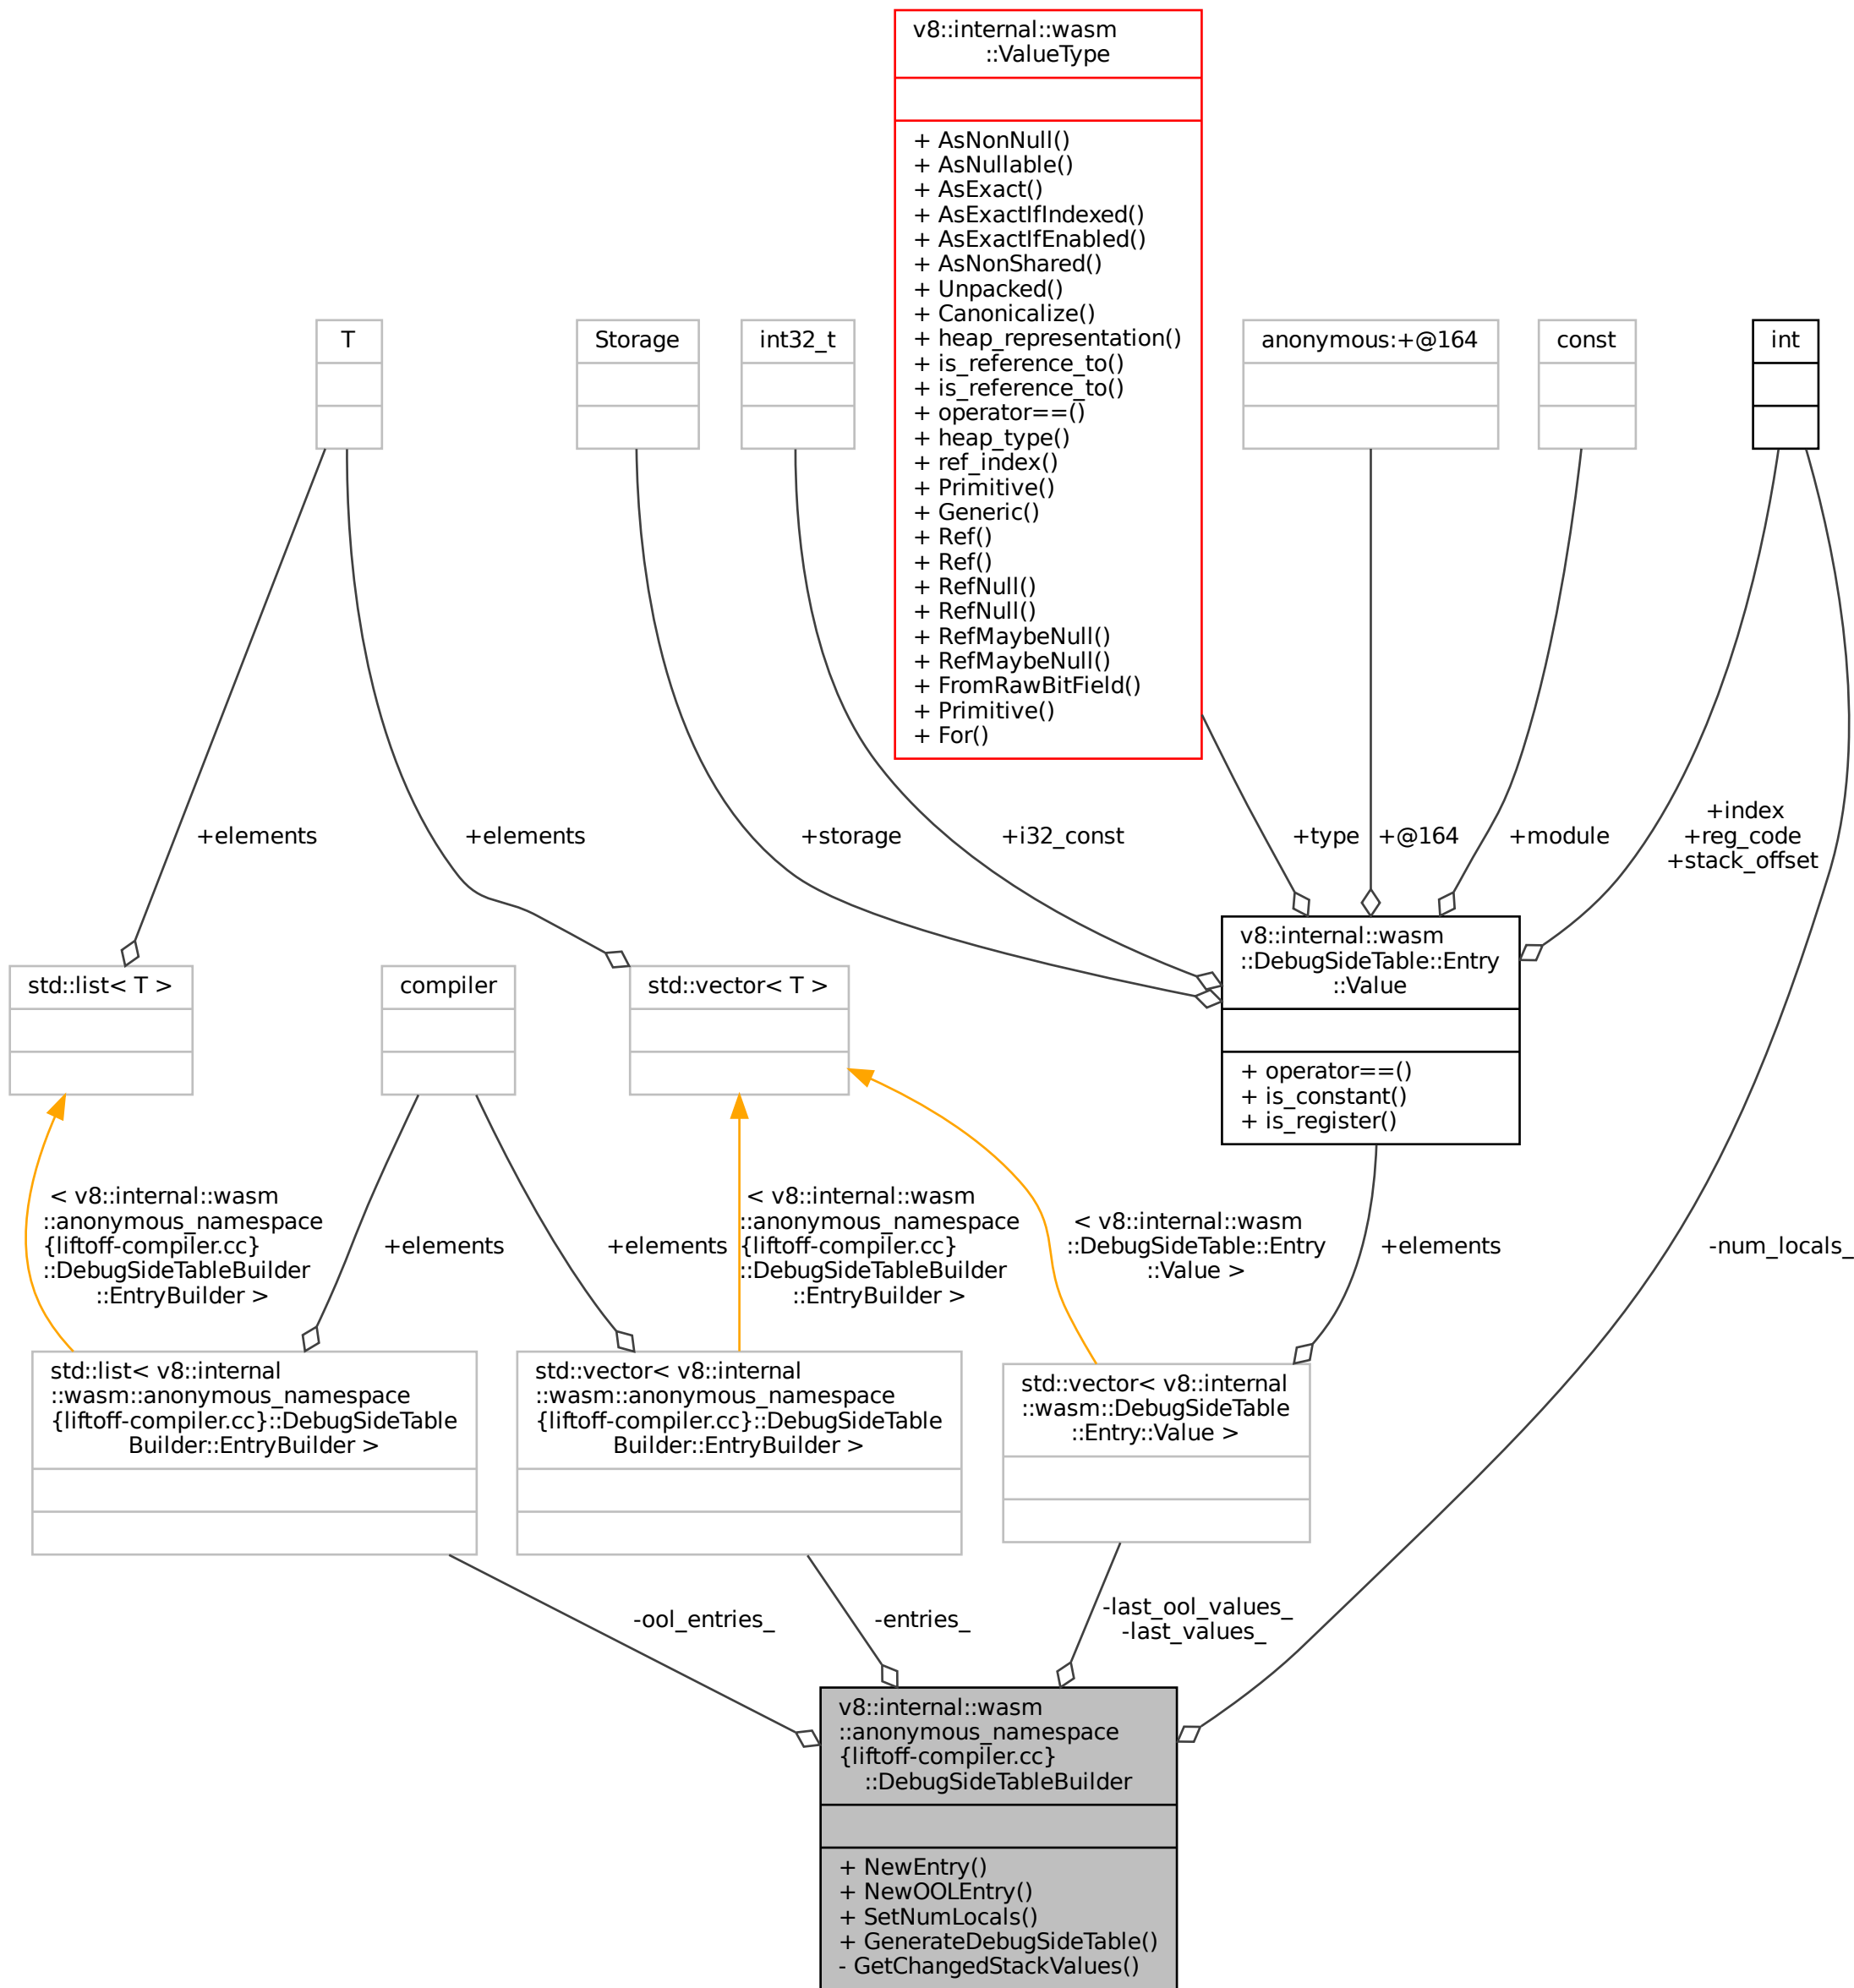 v8::internal::wasm
::ValueType
+ AsNonNull()
+ AsNullable()
+ AsExact()
+ AsExactIfIndexed()
+ AsExactIfEnabled()
+ AsNonShared()
+ Unpacked()
+ Canonicalize()
+ heap_representation()
+ is_reference_to()
+ is_reference_to()
+ operator==()
+ heap_type()
+ ref_index()
+ Primitive()
+ Generic()
+ Ref()
+ Ref()
+ RefNull()
+ RefNull()
+ RefMaybeNull()
+ RefMaybeNull()
+ FromRawBitField()
+ Primitive()
+ For()
T
Storage
int32_t
anonymous:+@164
const
int
+elements
+elements
+storage
+i32_const
+type
+@164
+module
+index
+reg_code
+stack_offset
std::list< T >
compiler
std::vector< T >
v8::internal::wasm
::DebugSideTable::Entry
::Value
+ operator==()
+ is_constant()
+ is_register()
< v8::internal::wasm
::anonymous_namespace
{liftoff-compiler.cc}
::DebugSideTableBuilder
::EntryBuilder >
+elements
+elements
< v8::internal::wasm
::anonymous_namespace
{liftoff-compiler.cc}
::DebugSideTableBuilder
::EntryBuilder >
< v8::internal::wasm
::DebugSideTable::Entry
::Value >
+elements
-num_locals_
std::list< v8::internal
::wasm::anonymous_namespace
{liftoff-compiler.cc}::DebugSideTable
Builder::EntryBuilder >
std::vector< v8::internal
::wasm::anonymous_namespace
{liftoff-compiler.cc}::DebugSideTable
Builder::EntryBuilder >
std::vector< v8::internal
::wasm::DebugSideTable
::Entry::Value >
-ool_entries_
-entries_
-last_ool_values_
-last_values_
v8::internal::wasm
::anonymous_namespace
{liftoff-compiler.cc}
::DebugSideTableBuilder
+ NewEntry()
+ NewOOLEntry()
+ SetNumLocals()
+ GenerateDebugSideTable()
- GetChangedStackValues()